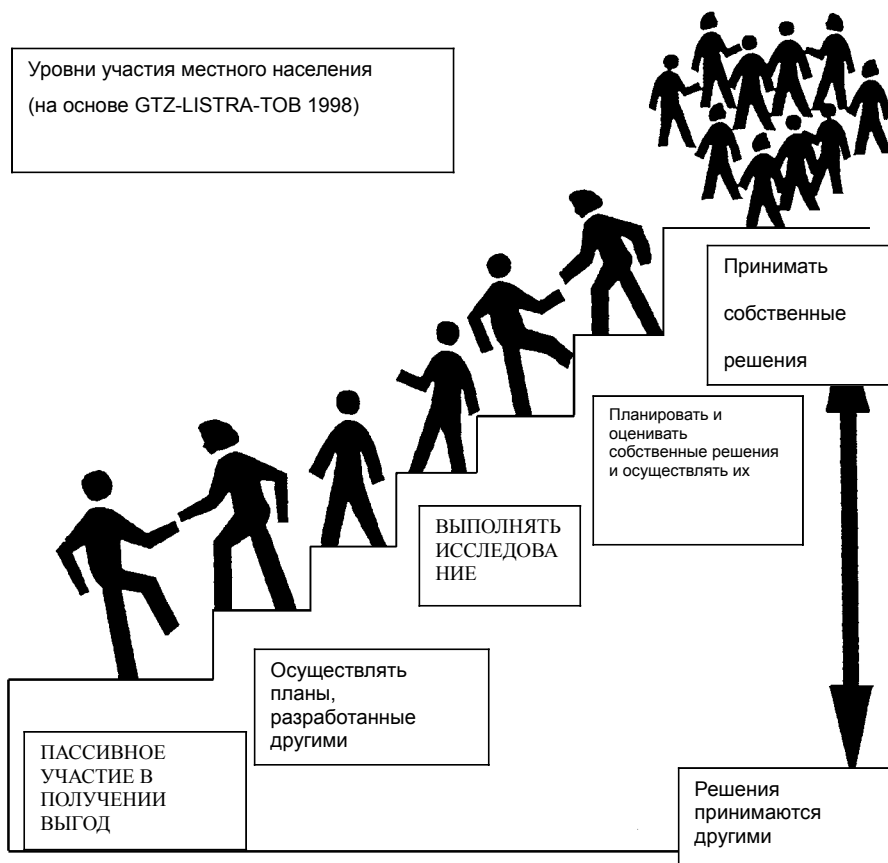 Уровни участия местного населения
(на основе GTZ-LISTRA-TOB 1998)
Принимать
собственные
решения
Планировать и
оценивать
собственные решения
и осуществлять их
ВЫПОЛНЯТЬ
ИССЛЕДОВА
НИЕ
Осуществлять
планы,
разработанные
другими
ПАССИВНОЕ
УЧАСТИЕ В
ПОЛУЧЕНИИ
ВЫГОД
Решения
принимаются
другими